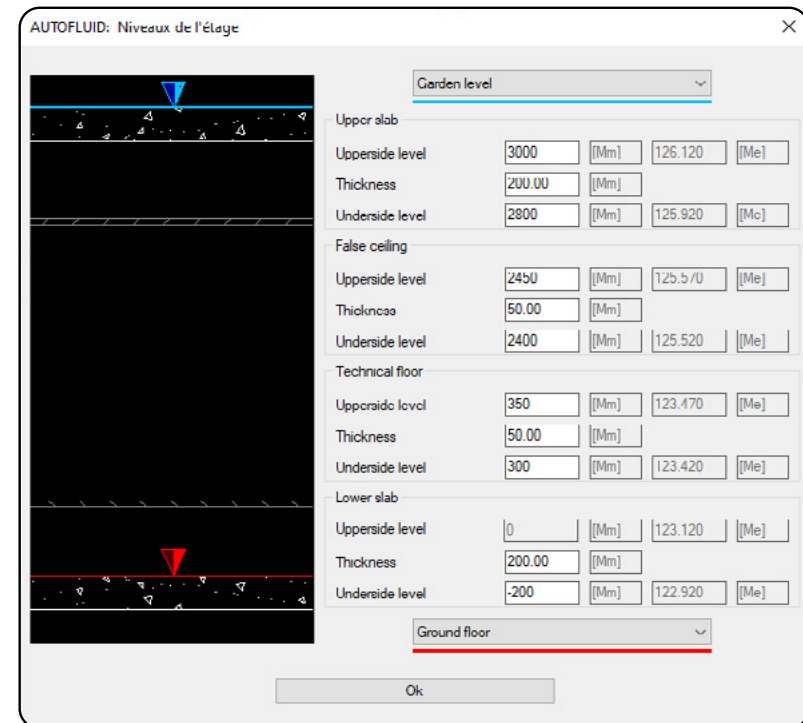 AUTOFLUID: Niveaux de l'étage
Garden level
Upper slab
Upperside level 3000 [Mm] 126.120 [Me]
Thickness 200.00 [Mm]
Underside level 2800 [Mm] 125.920 [Me]
False ceiling
Upperside level 2450 [Mm] 125.570 [Me]
Thickness 50.00 [Mm]
Underside level 2400 [Mm] 125.520 [Me]
Technical floor
Upperside level 350 [Mm] 123.470 [Me]
Thickness 50.00 [Mm]
Underside level 300 [Mm] 123.420 [Me]
Lower slab
Upperside level 0 [Mm] 123.120 [Me]
Thickness 200.00 [Mm]
Underside level -200 [Mm] 122.920 [Me]
Ground floor
Ok